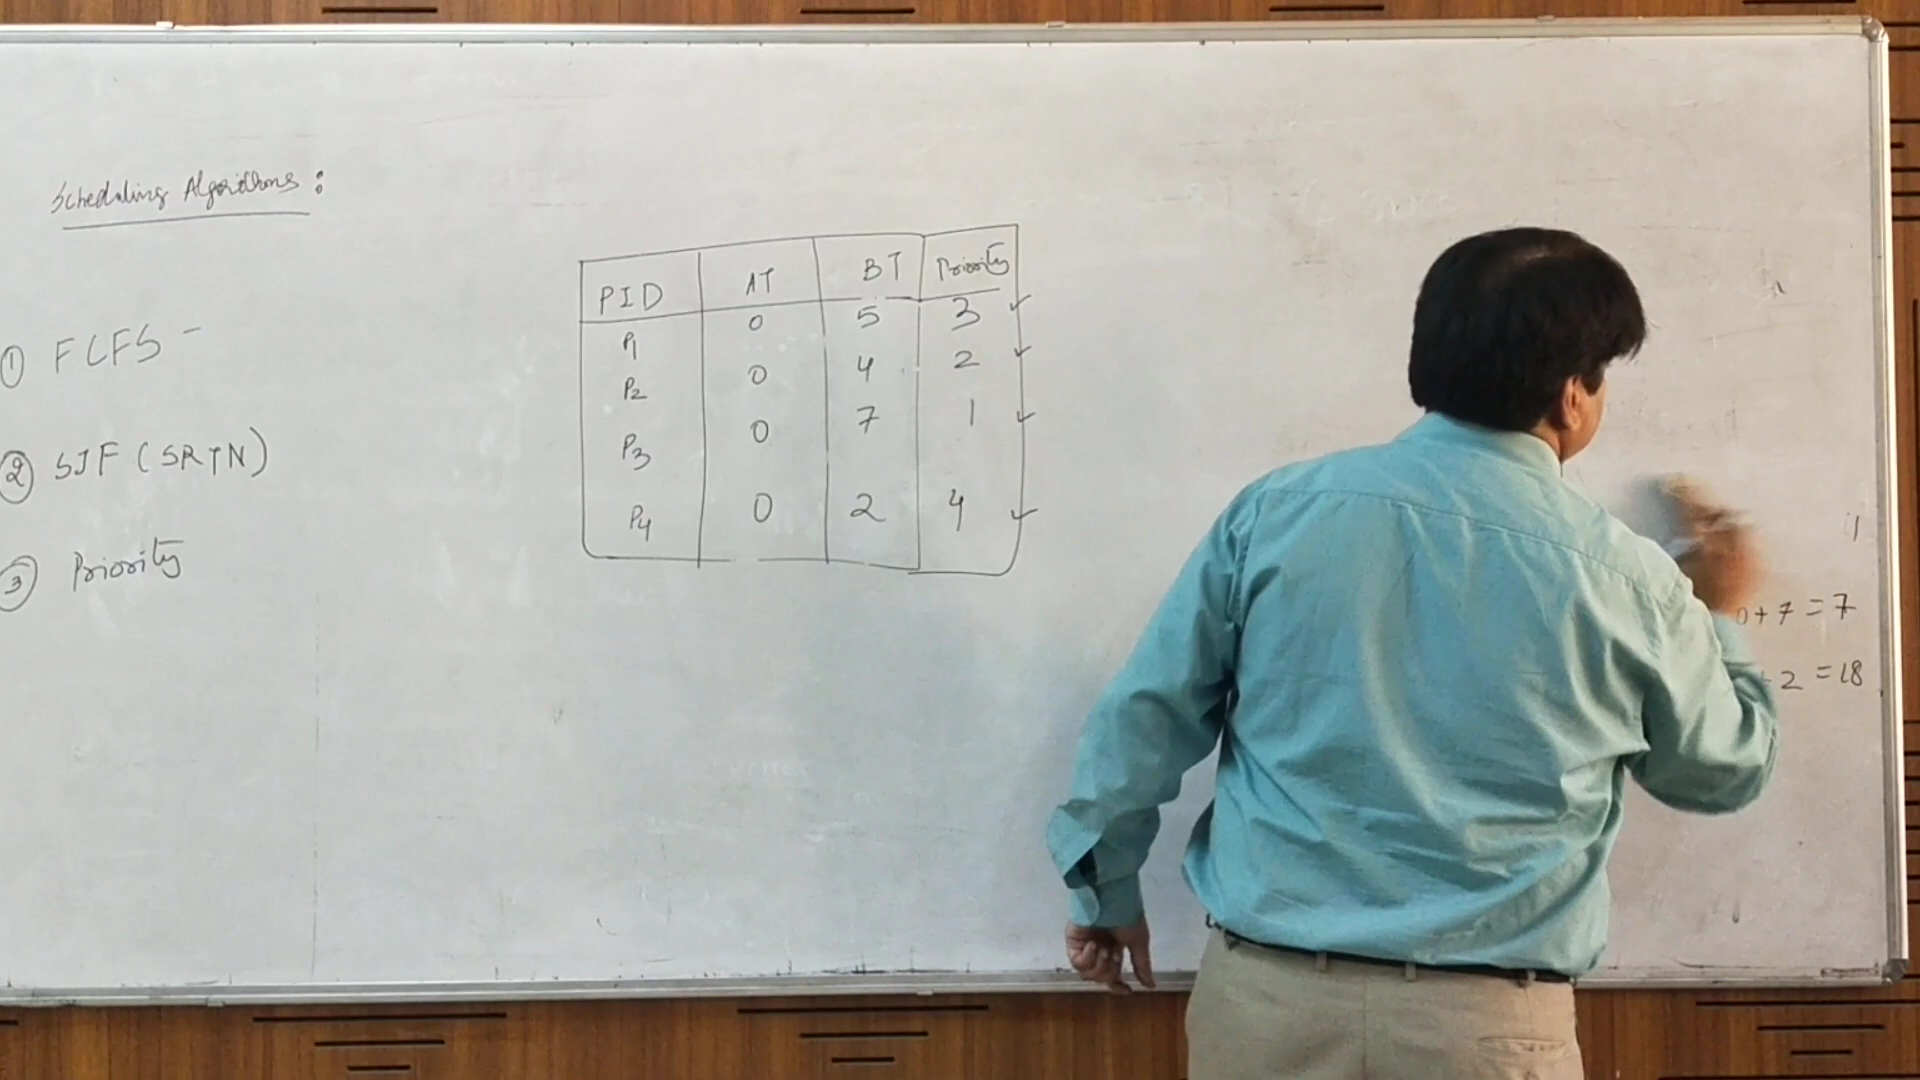 Scheduling Algorithms :
① FCFS -
② SJF (SRTN)
③ Priority
PID AT BT Priority
P1 0 5 3 ✓
P2 0 4 2 ✓
P3 0 7 1 ✓
P4 0 2 4 ✓
0+7 = 7
+ 2 = 18